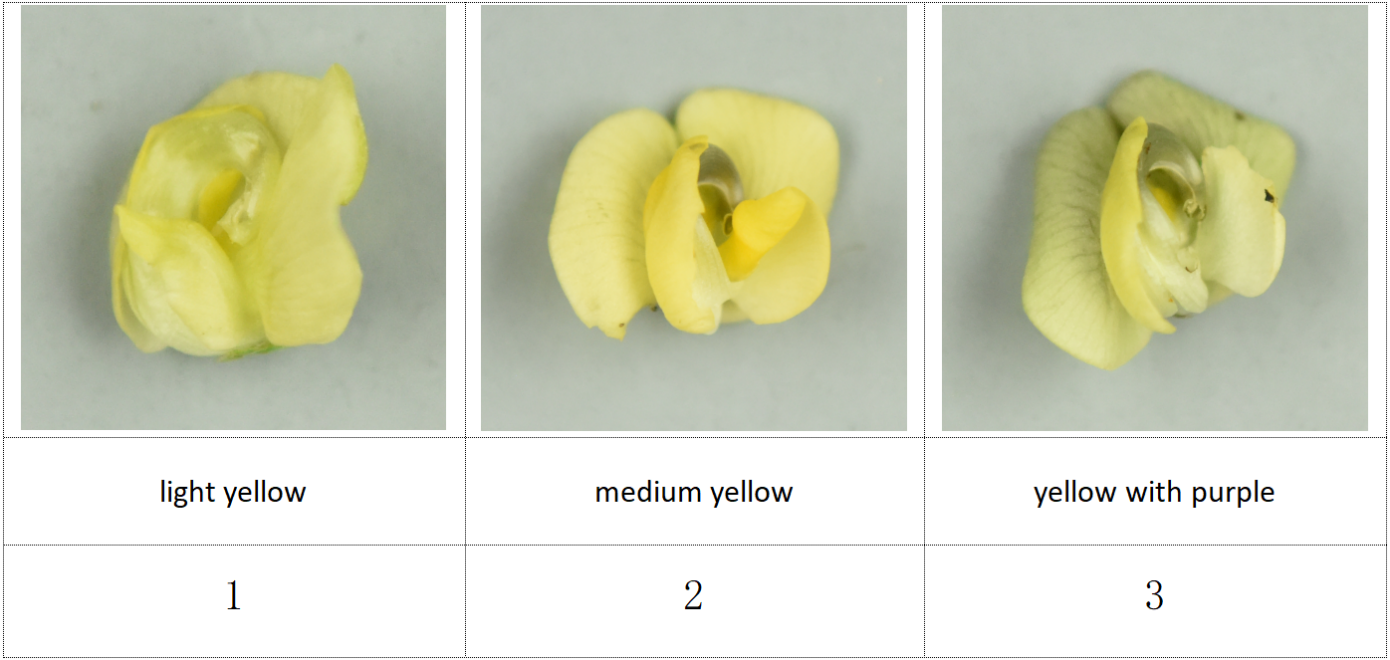 light yellow
medium yellow
yellow with purple
1
2
3